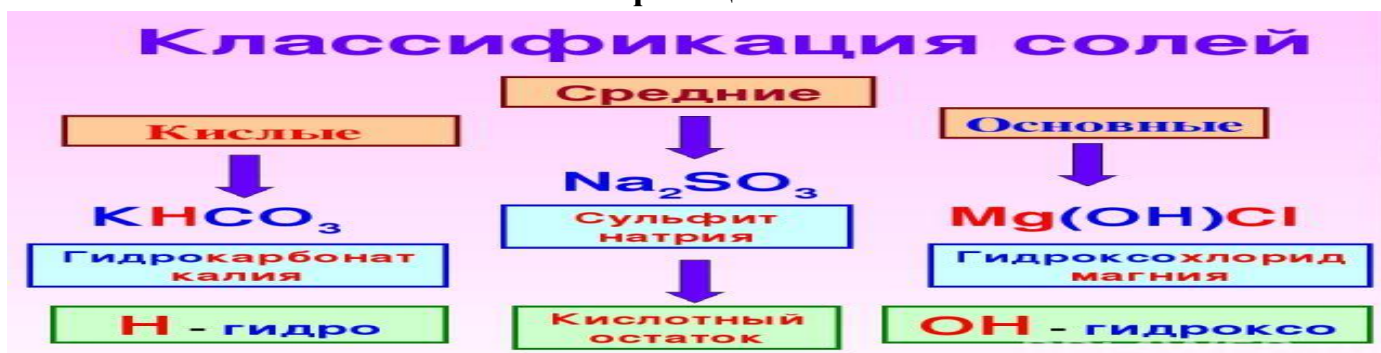 Классификация солей
Средние
Кислые
Основные
KHCO₃
Na₂SO₃
Mg(OH)Cl
Гидрокарбонат
калия
Сульфит
натрия
Гидроксохлорид
магния
H - гидро
Кислотный
остаток
OH - гидроксо